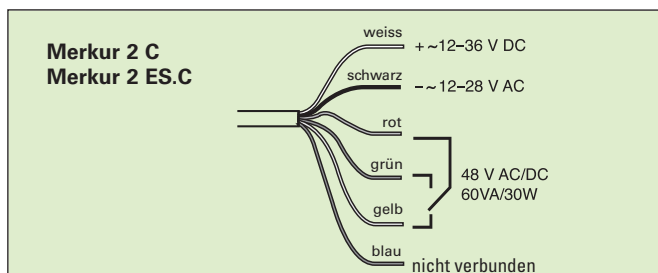 Merkur 2 C
Merkur 2 ES.C
weiss
+ ~12–36 V DC
schwarz
– ~12–28 V AC
rot
grün
48 V AC/DC
60VA/30W
gelb
blau
nicht verbunden